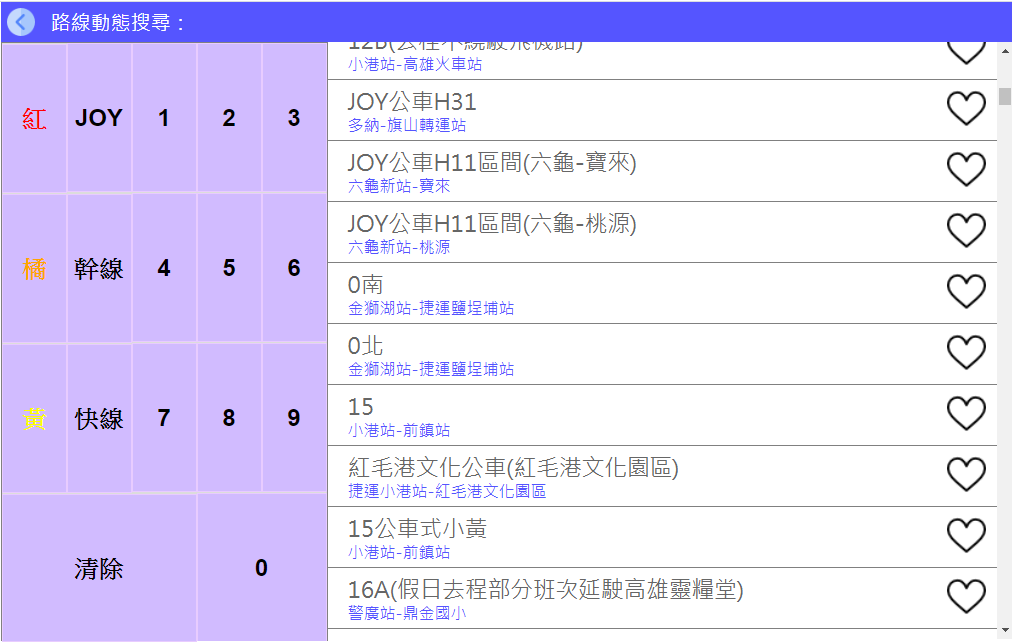 路線動態搜尋：
紅 JOY 1 2 3
橘 幹線 4 5 6
黃 快線 7 8 9
清除 0
小港站-高雄火車站
JOY公車H31
多納-旗山轉運站
JOY公車H11區間(六龜-寶來)
六龜新站-寶來
JOY公車H11區間(六龜-桃源)
六龜新站-桃源
0南
金獅湖站-捷運鹽埕埔站
0北
金獅湖站-捷運鹽埕埔站
15
小港站-前鎮站
紅毛港文化公車(紅毛港文化園區)
捷運小港站-紅毛港文化園區
15公車式小黃
小港站-前鎮站
16A(假日去程部分班次延駛高雄靈糧堂)
警廣站-鼎金國小